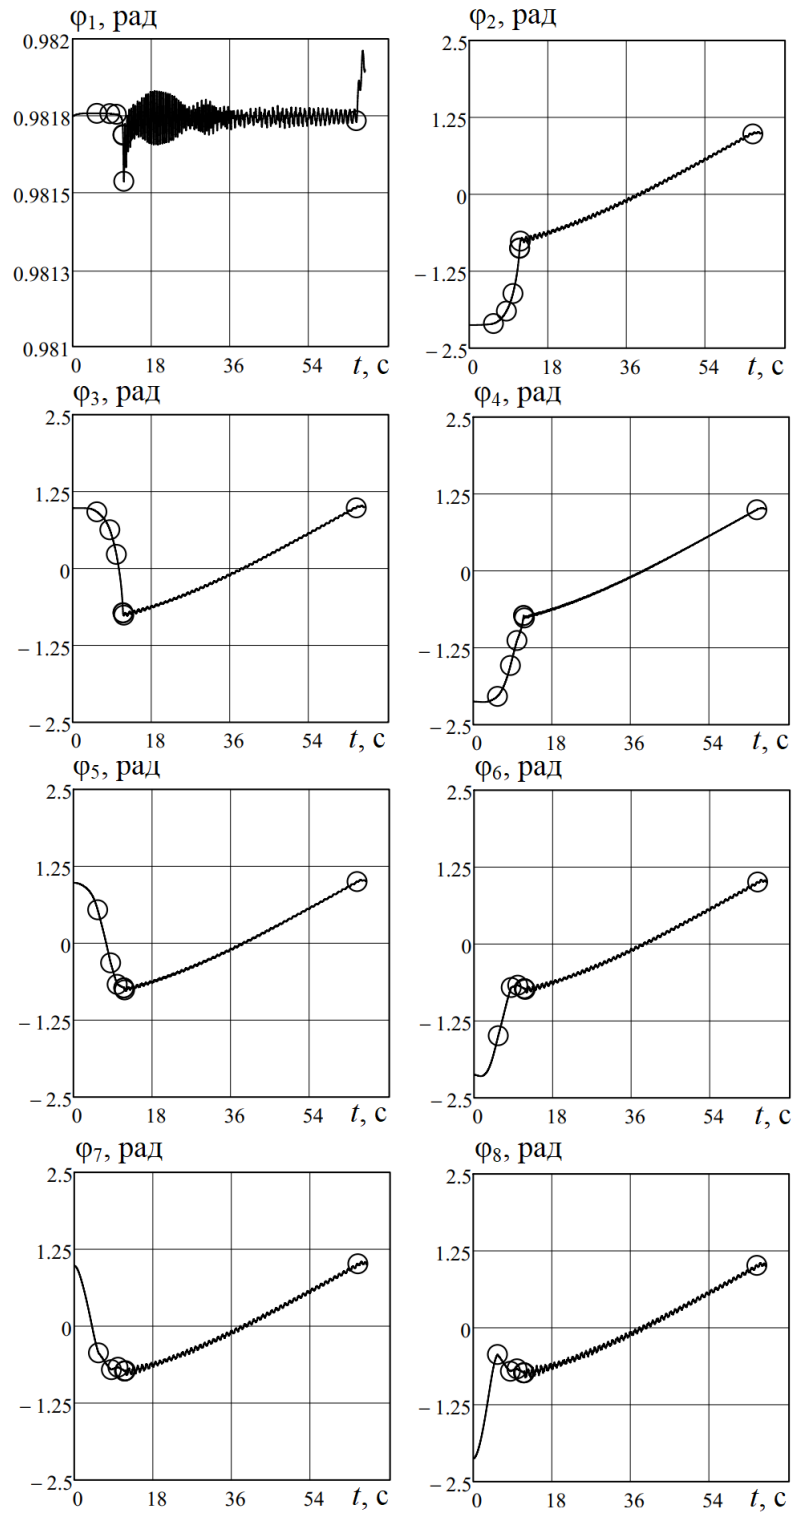 φ₁, рад
0.982
0.9818
0.9815
0.9813
0.981
0 18 36 54 t, с
φ₂, рад
2.5
1.25
0
– 1.25
– 2.5
0 18 36 54 t, с
φ₃, рад
2.5
1.25
0
– 1.25
– 2.5
0 18 36 54 t, с
φ₄, рад
2.5
1.25
0
– 1.25
– 2.5
0 18 36 54 t, с
φ₅, рад
2.5
1.25
0
– 1.25
– 2.5
0 18 36 54 t, с
φ₆, рад
2.5
1.25
0
– 1.25
– 2.5
0 18 36 54 t, с
φ₇, рад
2.5
1.25
0
– 1.25
– 2.5
0 18 36 54 t, с
φ₈, рад
2.5
1.25
0
– 1.25
– 2.5
0 18 36 54 t, с